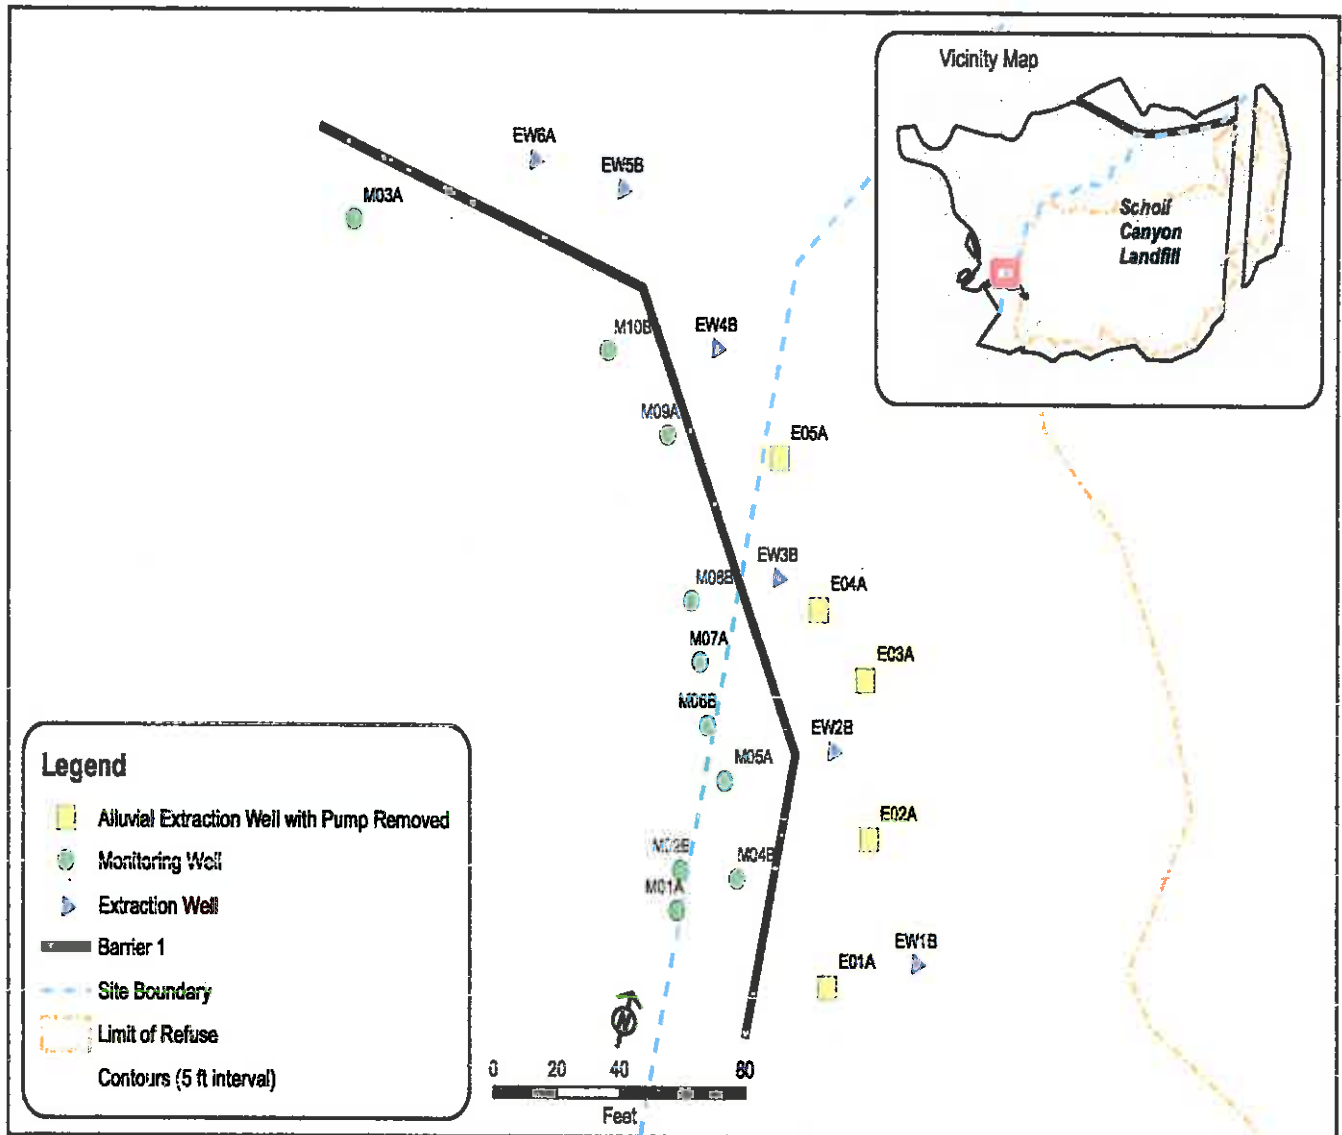 Vicinity Map
Scholl
Canyon
Landfill
EW6A
EW5B
M03A
M10B
EW4B
M09A
E05A
EW3B
M08B
E04A
M07A
E03A
M06B
EW2B
M05A
E02A
M02B
M04B
M01A
EW1B
E01A
N
Legend
Alluvial Extraction Well with Pump Removed
Monitoring Well
Extraction Well
Barrier 1
Site Boundary
Limit of Refuse
Contours (5 ft interval)
0 20 40 80
Feet